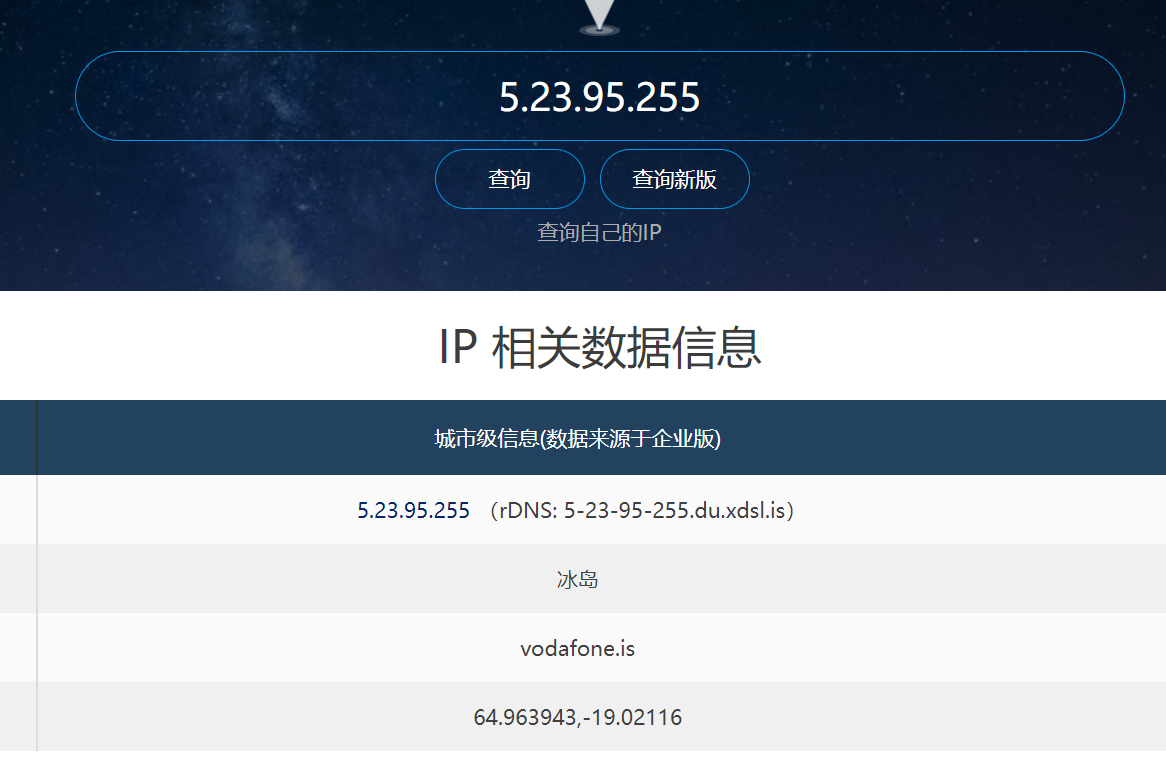 5.23.95.255
查询 查询新版
查询自己的IP
IP 相关数据信息
城市级信息(数据来源于企业版)
5.23.95.255 （rDNS: 5-23-95-255.du.xdsl.is）
冰岛
vodafone.is
64.963943,-19.02116